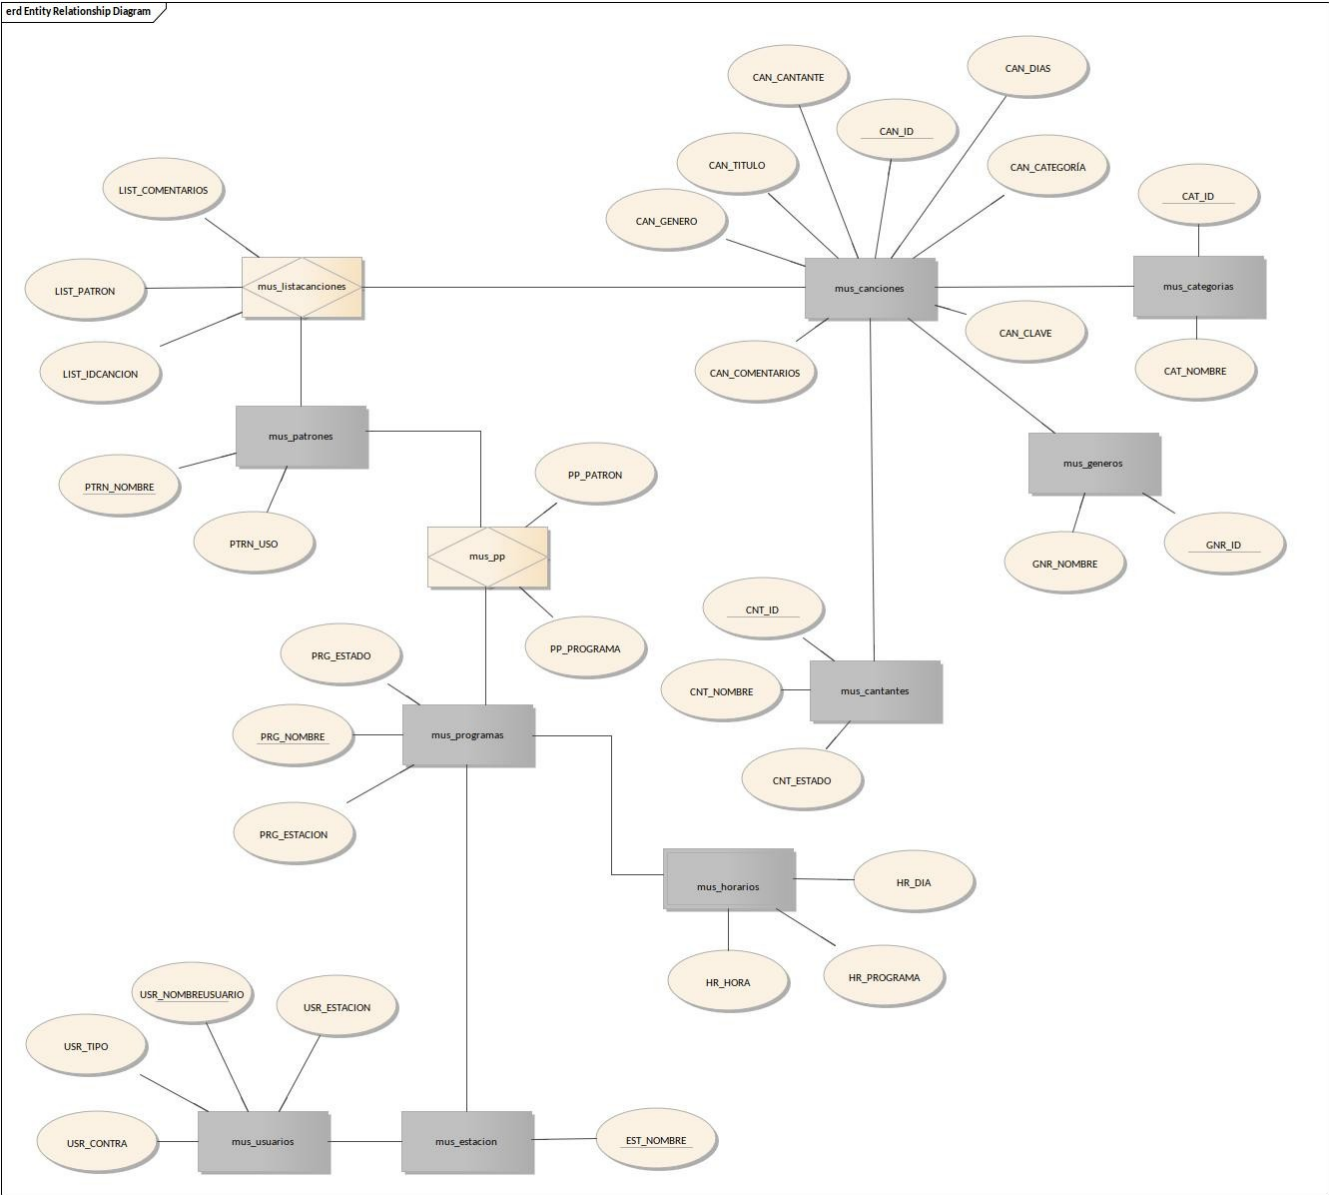 erd Entity Relationship Diagram
CAN_CANTANTE
CAN_DIAS
CAN_ID
CAN_TITULO
CAN_CATEGORÍA
LIST_COMENTARIOS
CAT_ID
CAN_GENERO
LIST_PATRON
mus_listacanciones
mus_canciones
mus_categorias
CAN_CLAVE
LIST_IDCANCION
CAN_COMENTARIOS
CAT_NOMBRE
mus_patrones
mus_generos
PTRN_NOMBRE
PP_PATRON
PTRN_USO
GNR_ID
mus_pp
GNR_NOMBRE
CNT_ID
PRG_ESTADO
PP_PROGRAMA
CNT_NOMBRE
mus_cantantes
PRG_NOMBRE
mus_programas
CNT_ESTADO
PRG_ESTACION
mus_horarios
HR_DIA
HR_HORA
HR_PROGRAMA
USR_NOMBREUSUARIO
USR_ESTACION
USR_TIPO
USR_CONTRA
mus_usuarios
mus_estacion
EST_NOMBRE